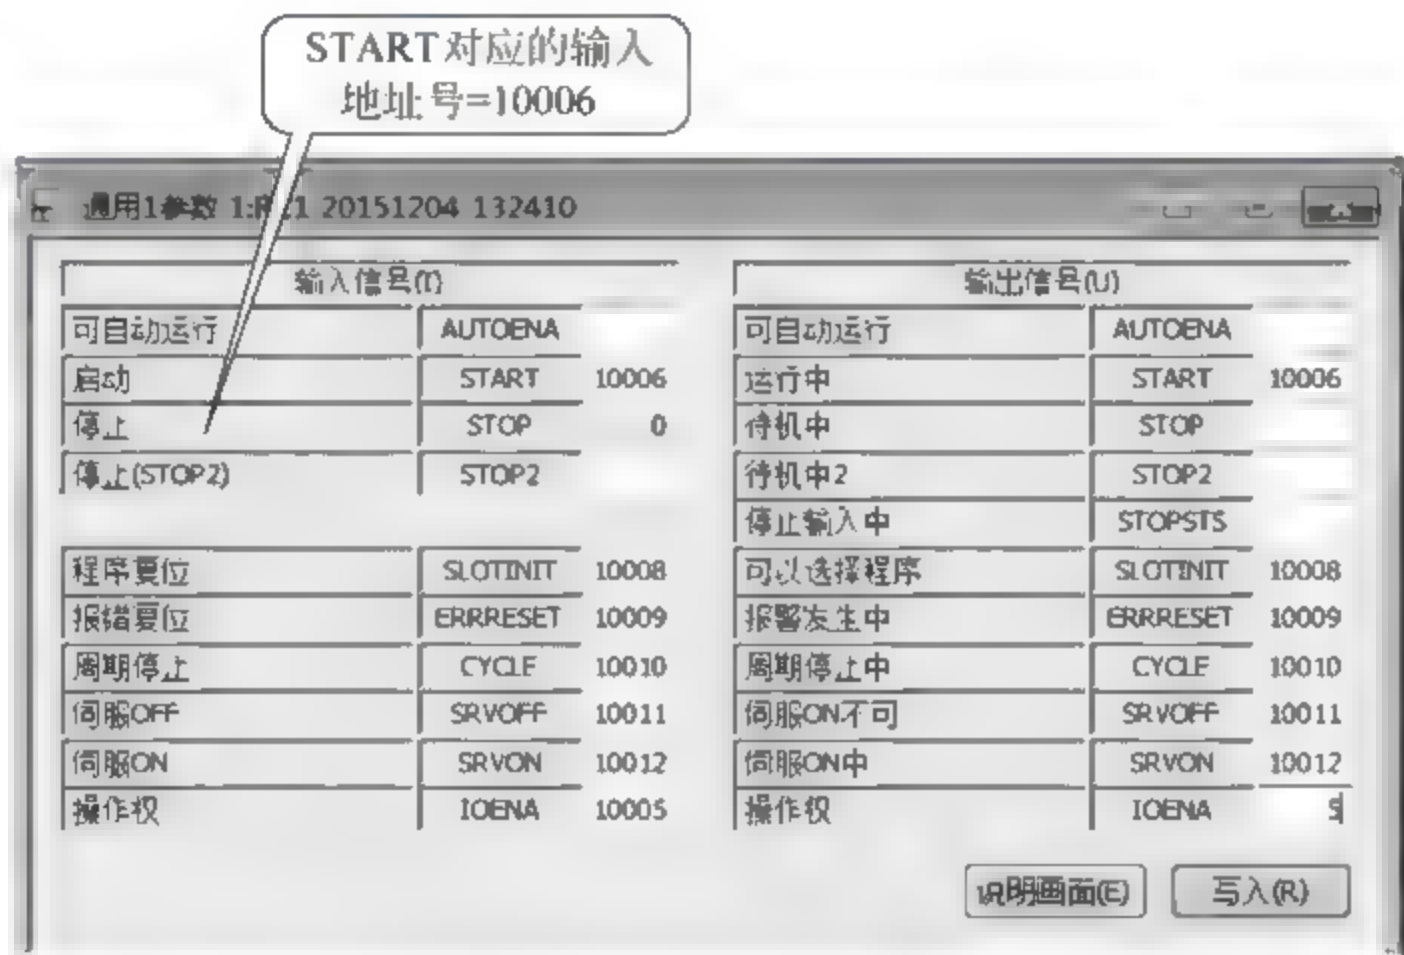 START对应的输入
地址号=10006
通用1参数 1:RC1 20151204 132410
输入信号(I) 输出信号(U)
可自动运行 AUTOENA 可自动运行 AUTOENA
启动 START 10006 运行中 START 10006
停止 STOP 0 待机中 STOP
停止(STOP2) STOP2 待机中2 STOP2
停止输入中 STOPSTS
程序复位 SLOTINIT 10008 可以选择程序 SLOTINIT 10008
报错复位 ERRRESET 10009 报警发生中 ERRRESET 10009
周期停止 CYCLE 10010 周期停止中 CYCLE 10010
伺服OFF SRVOFF 10011 伺服ON不可 SRVOFF 10011
伺服ON SRVON 10012 伺服ON中 SRVON 10012
操作权 IOENA 10005 操作权 IOENA 5
说明画面(E) 写入(R)